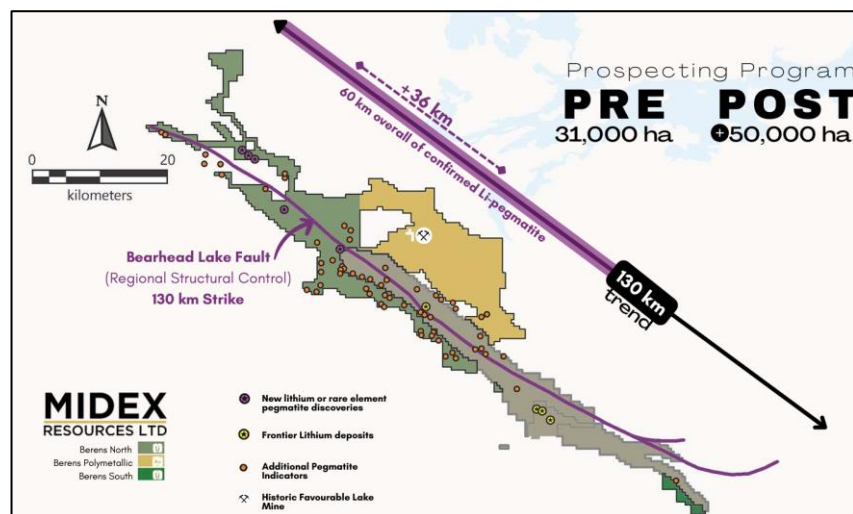 Prospecting Program
PRE POST
31,000 ha +50,000 ha
+36 km
60 km overall of confirmed Li-pegmatite
130 km
trend
N
0 20
kilometers
Bearhead Lake Fault
(Regional Structural Control)
130 km Strike
MIDEX
RESOURCES LTD
Berens North
Berens Polymetallic
Berens South
New lithium or rare element
pegmatite discoveries
Frontier Lithium deposits
Additional Pegmatite
Indicators
Historic Favourable Lake
Mine